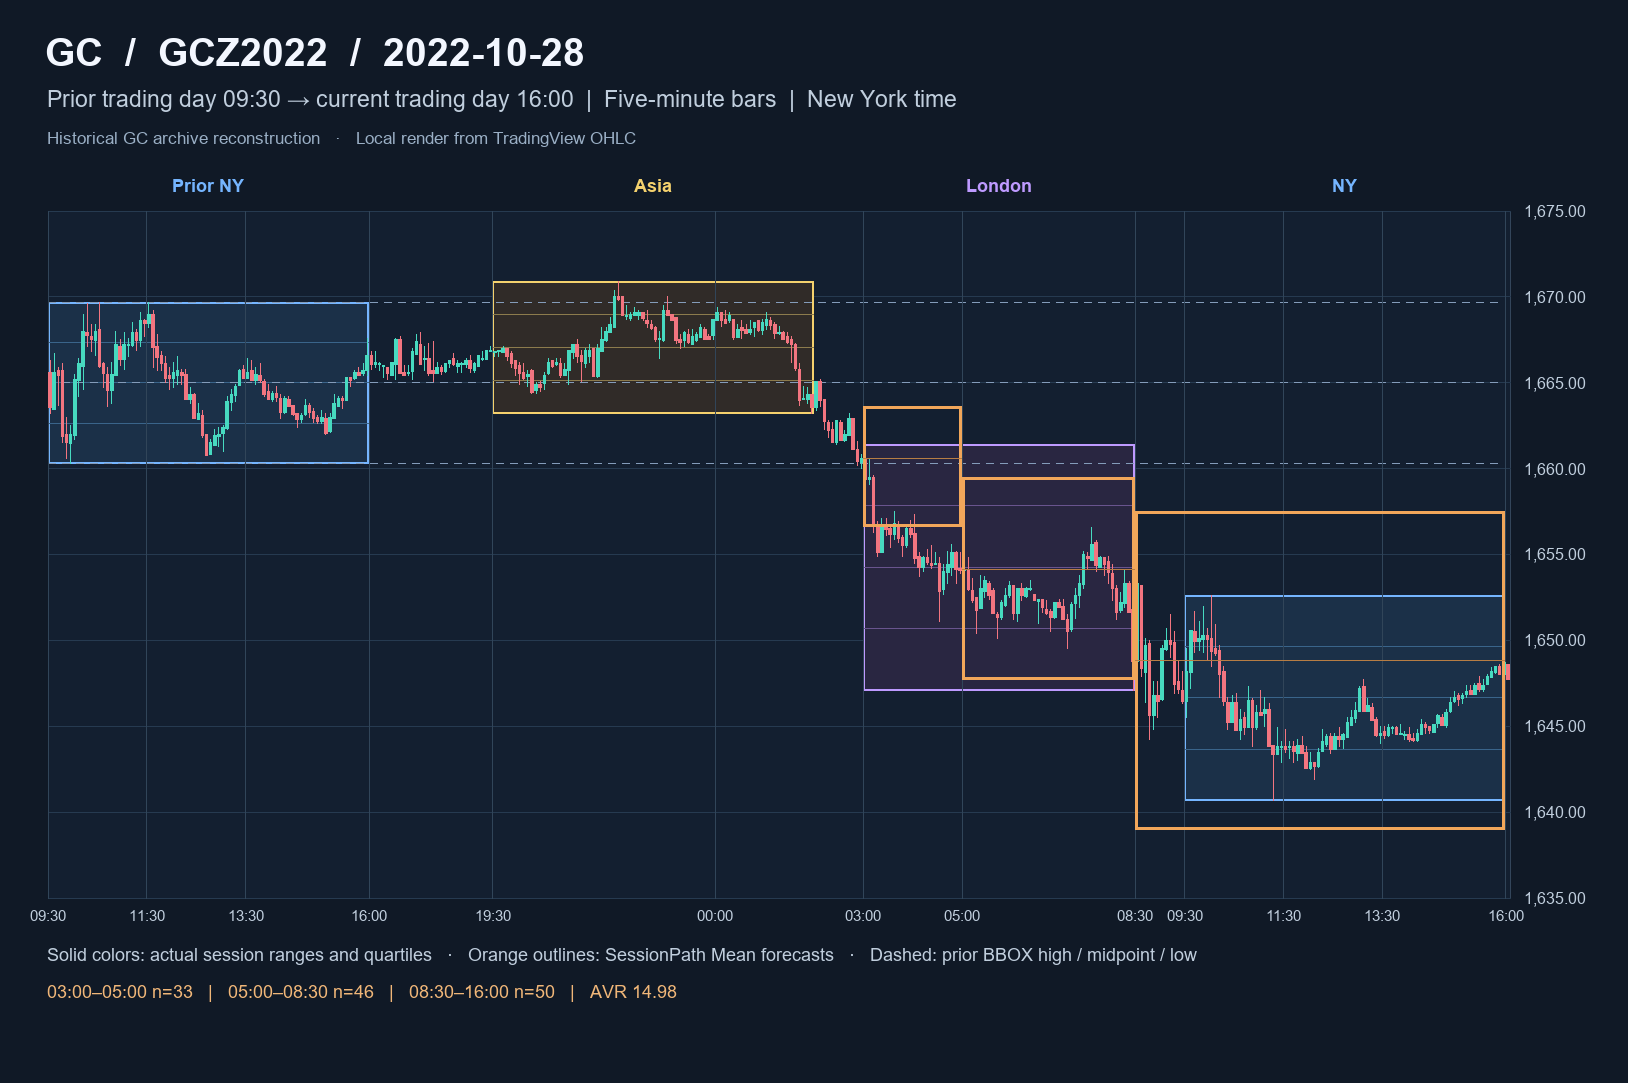 GC / GCZ2022 / 2022-10-28
Prior trading day 09:30 → current trading day 16:00 | Five-minute bars | New York time
Historical GC archive reconstruction · Local render from TradingView OHLC
Prior NY Asia London NY
1,675.00
1,670.00
1,665.00
1,660.00
1,655.00
1,650.00
1,645.00
1,640.00
1,635.00
09:30 11:30 13:30 16:00 19:30 00:00 03:00 05:00 08:30 09:30 11:30 13:30 16:00
Solid colors: actual session ranges and quartiles · Orange outlines: SessionPath Mean forecasts · Dashed: prior BBOX high / midpoint / low
03:00–05:00 n=33 | 05:00–08:30 n=46 | 08:30–16:00 n=50 | AVR 14.98